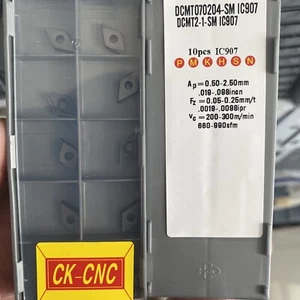 DCMT070204-SM IC907
DCMT2-1-SM IC907
10pcs IC907
P M K H S N
Ap=0.50-2.50mm
.019-.098incn
Fz=0.05-0.25mm/t
.0019-.0098ipr
Vc=200-300m/min
660-990sfm
CK-CNC